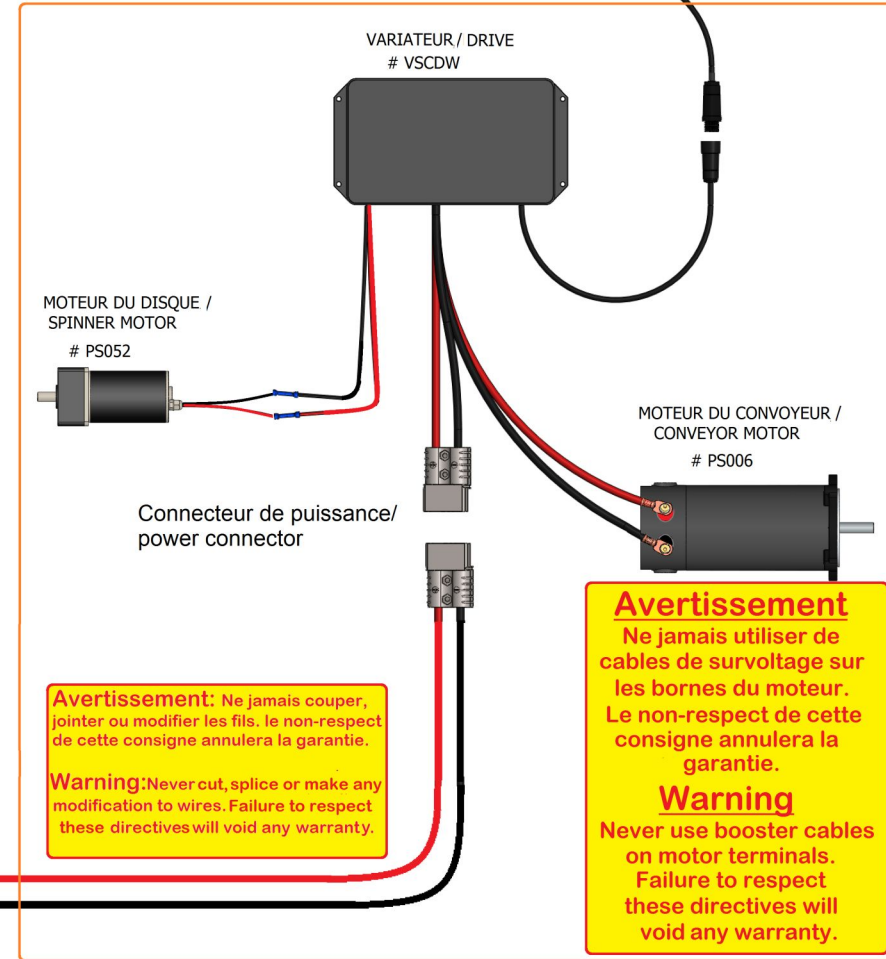 VARIATEUR / DRIVE
# VSCDW
MOTEUR DU DISQUE /
SPINNER MOTOR
# PS052
MOTEUR DU CONVOYEUR /
CONVEYOR MOTOR
# PS006
Connecteur de puissance/
power connector
Avertissement: Ne jamais couper,
jointer ou modifier les fils. le non-respect
de cette consigne annulera la garantie.
Warning:Never cut, splice or make any
modification to wires. Failure to respect
these directives will void any warranty.
Avertissement
Ne jamais utiliser de
cables de survoltage sur
les bornes du moteur.
Le non-respect de cette
consigne annulera la
garantie.
Warning
Never use booster cables
on motor terminals.
Failure to respect
these directives will
void any warranty.